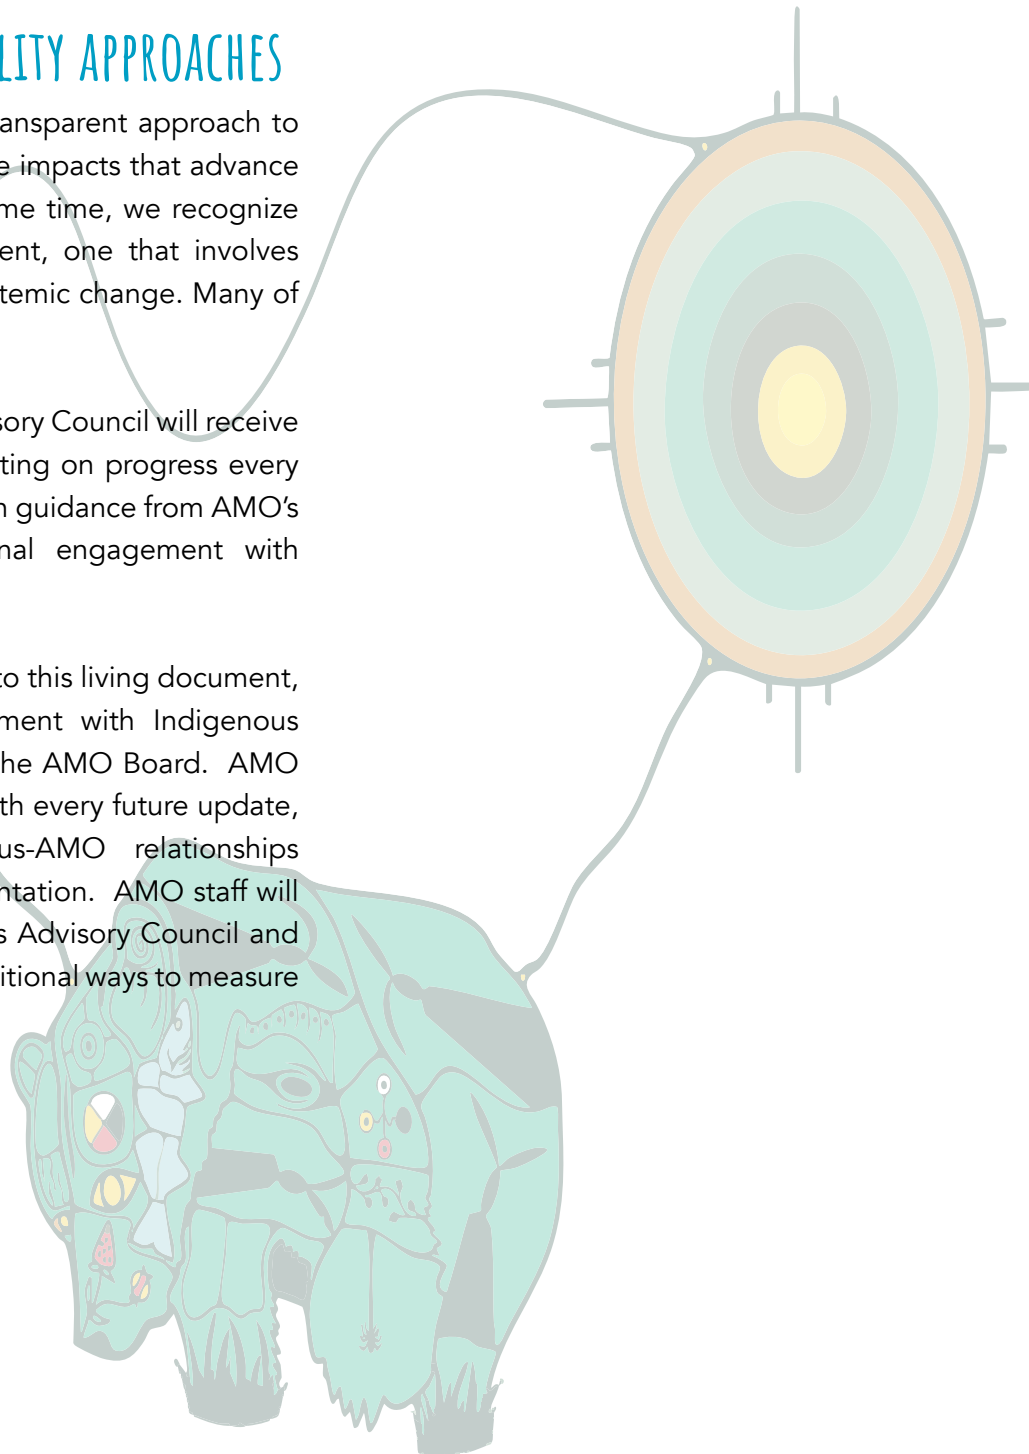 LITY APPROACHES
ansparent approach to
e impacts that advance
me time, we recognize
ent, one that involves
temic change. Many of
sory Council will receive
ting on progress every
n guidance from AMO’s
nal engagement with
to this living document,
ment with Indigenous
the AMO Board. AMO
th every future update,
us-AMO relationships
ntation. AMO staff will
s Advisory Council and
itional ways to measure